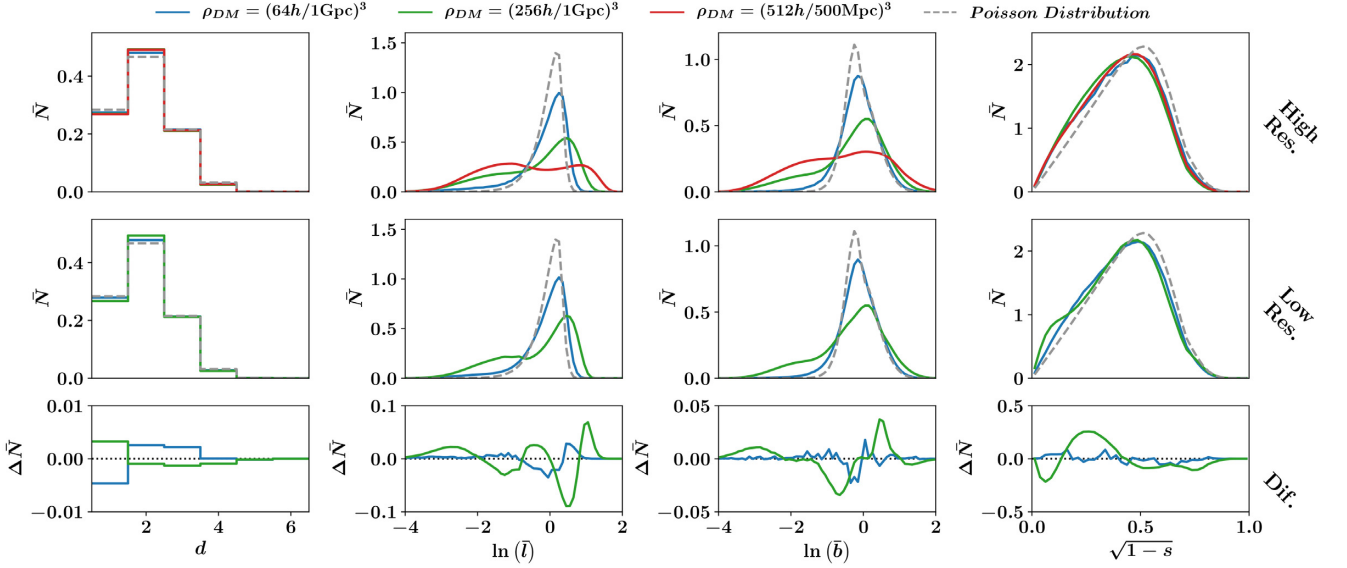 ρ_DM = (64h/1Gpc)³ ρ_DM = (256h/1Gpc)³ ρ_DM = (512h/500Mpc)³ Poisson Distribution
N̄ 0.4 0.2 0.0
N̄ 1.5 1.0 0.5 0.0
N̄ 1.0 0.5 0.0
N̄ 2 1 0
High
Res.
N̄ 0.4 0.2 0.0
N̄ 1.5 1.0 0.5 0.0
N̄ 1.0 0.5 0.0
N̄ 2 1 0
Low
Res.
Δ N̄ 0.01 0.00 −0.01
Δ N̄ 0.1 0.0 −0.1
Δ N̄ 0.05 0.00 −0.05
Δ N̄ 0.5 0.0 −0.5
Dif.
2 4 6
−4 −2 0 2
−4 −2 0 2
0.0 0.5 1.0
d
ln (l̄)
ln (b̄)
√1 − s